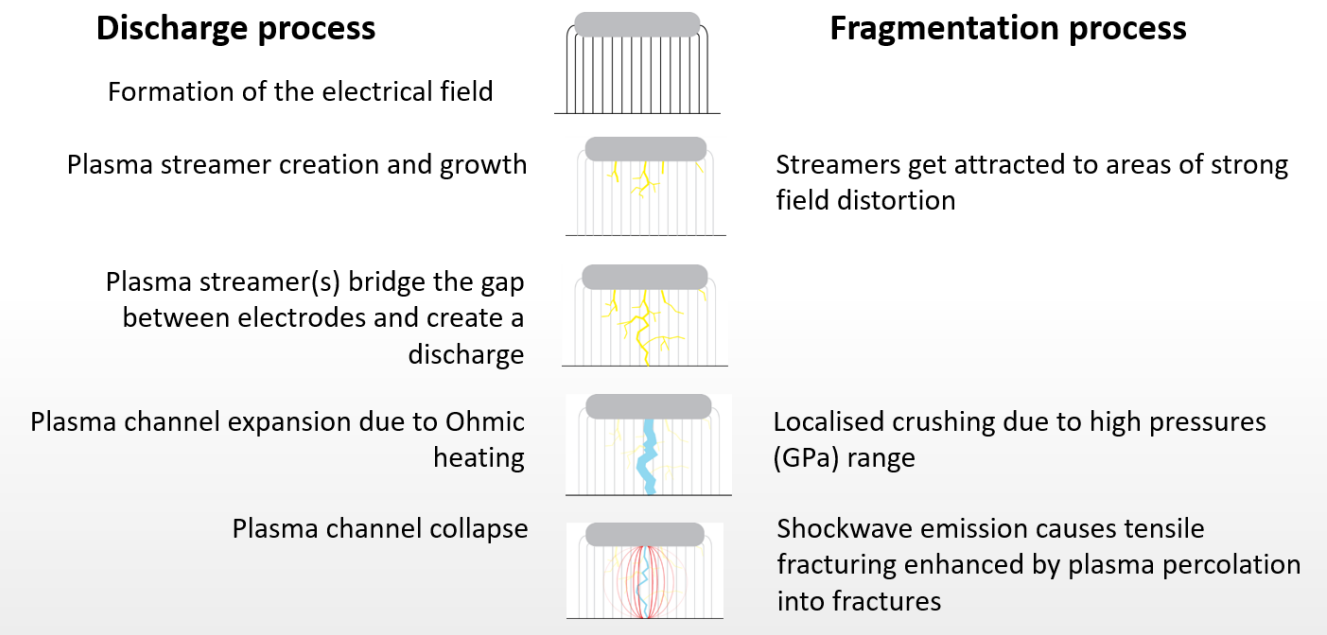 Discharge process
Fragmentation process
Formation of the electrical field
Plasma streamer creation and growth
Streamers get attracted to areas of strong
field distortion
Plasma streamer(s) bridge the gap
between electrodes and create a
discharge
Plasma channel expansion due to Ohmic
heating
Localised crushing due to high pressures
(GPa) range
Plasma channel collapse
Shockwave emission causes tensile
fracturing enhanced by plasma percolation
into fractures